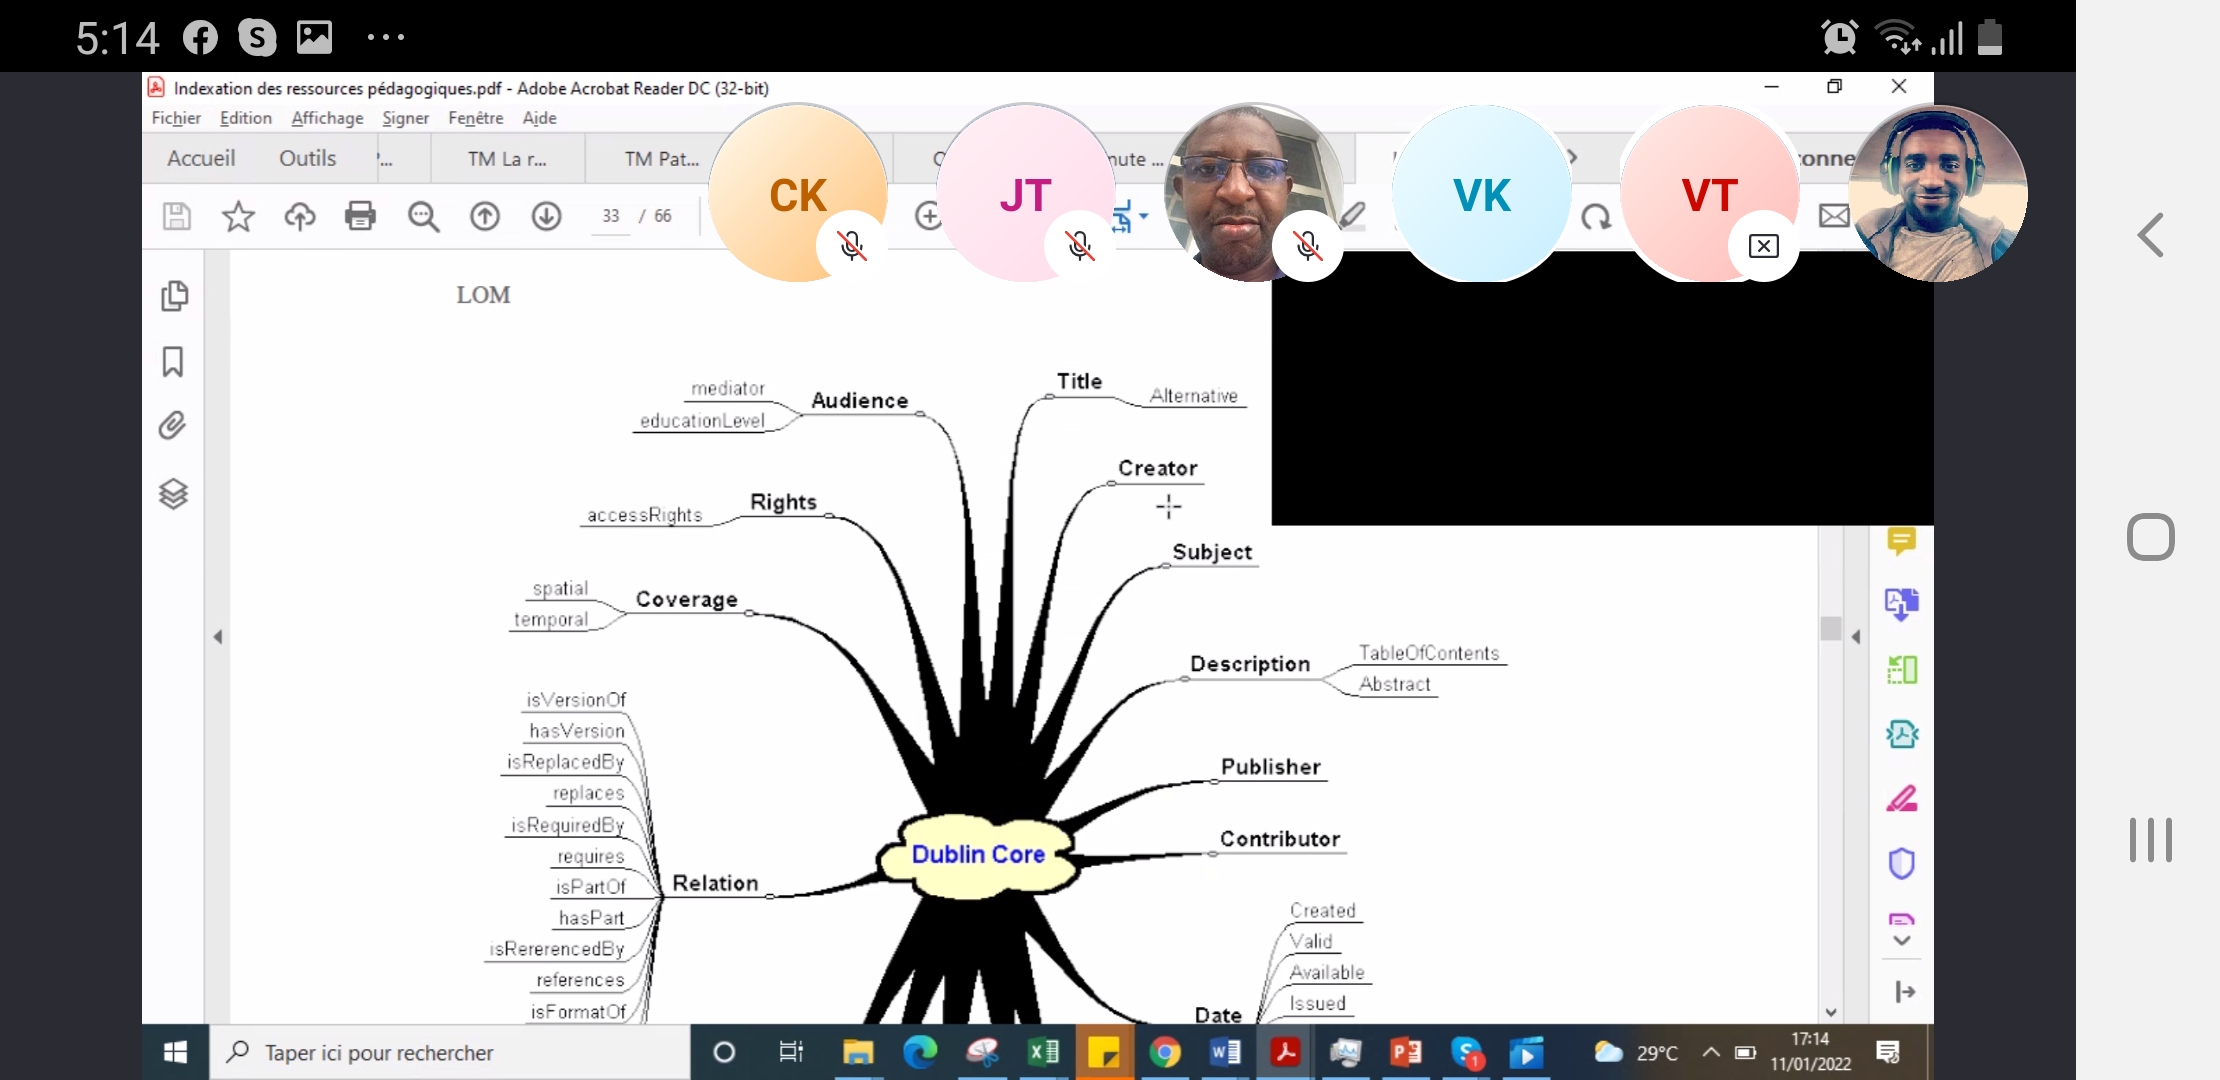 5:14
Indexation des ressources pédagogiques.pdf - Adobe Acrobat Reader DC (32-bit)
Fichier Edition Affichage Signer Fenêtre Aide
Accueil Outils '... TM La r... TM Pat... nute ... conne
33 / 66
CK JT VK VT
LOM
mediator
educationLevel
Audience
Title
Alternative
Creator
accessRights
Rights
Subject
spatial
temporal
Coverage
Description
TableOfContents
Abstract
isVersionOf
hasVersion
isReplacedBy
replaces
isRequiredBy
requires
isPartOf
hasPart
isRererencedBy
references
isFormatOf
Relation
Publisher
Contributor
Dublin Core
Created
Valid
Available
Issued
Date
Taper ici pour rechercher
29°C
17:14
11/01/2022